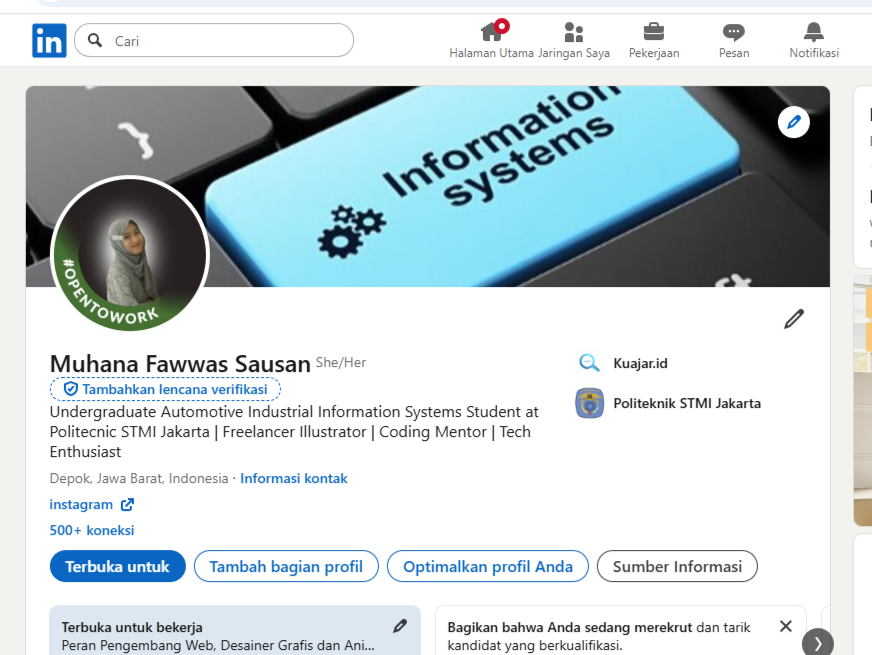 in
Cari
Halaman Utama
Jaringan Saya
Pekerjaan
Pesan
Notifikasi
}
Information
systems
#OPENTOWORK
Muhana Fawwas Sausan She/Her
Tambahkan lencana verifikasi
Undergraduate Automotive Industrial Information Systems Student at
Politecnic STMI Jakarta | Freelancer Illustrator | Coding Mentor | Tech
Enthusiast
Depok, Jawa Barat, Indonesia · Informasi kontak
instagram
500+ koneksi
Kuajar.id
Politeknik STMI Jakarta
Terbuka untuk
Tambah bagian profil
Optimalkan profil Anda
Sumber Informasi
Terbuka untuk bekerja
Peran Pengembang Web, Desainer Grafis dan Ani...
Bagikan bahwa Anda sedang merekrut dan tarik
kandidat yang berkualifikasi.